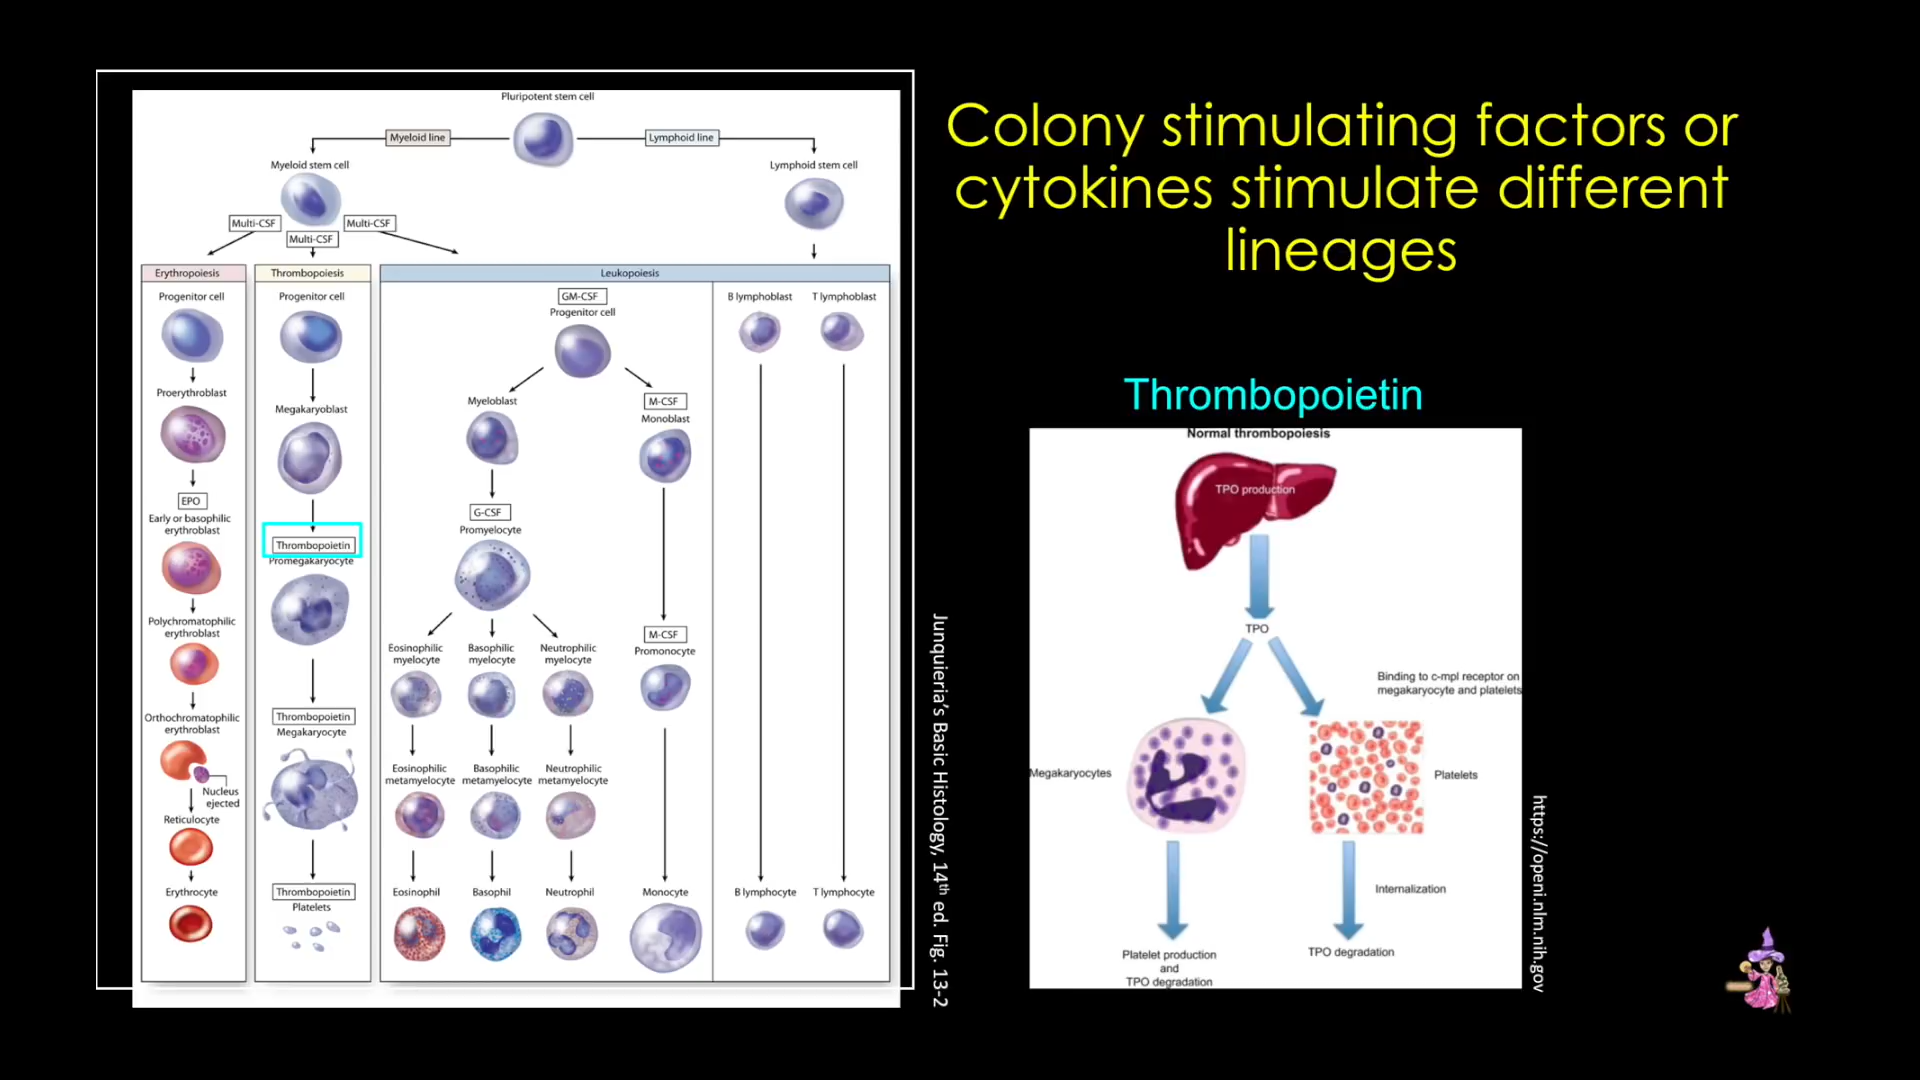 Colony stimulating factors or
cytokines stimulate different
lineages
Pluripotent stem cell
Myeloid line
Lymphoid line
Myeloid stem cell
Lymphoid stem cell
Multi-CSF
Multi-CSF
Multi-CSF
Erythropoiesis
Progenitor cell
Proerythroblast
EPO
Early or basophilic
erythroblast
Polychromatophilic
erythroblast
Orthochromatophilic
erythroblast
Nucleus
ejected
Reticulocyte
Erythrocyte
Thrombopoiesis
Progenitor cell
Megakaryoblast
Thrombopoietin
Promegakaryocyte
Thrombopoietin
Megakaryocyte
Thrombopoietin
Platelets
Leukopoiesis
GM-CSF
Progenitor cell
Myeloblast
M-CSF
Monoblast
G-CSF
Promyelocyte
Eosinophilic
myelocyte
Basophilic
myelocyte
Neutrophilic
myelocyte
M-CSF
Promonocyte
Eosinophilic
metamyelocyte
Basophilic
metamyelocyte
Neutrophilic
metamyelocyte
Eosinophil
Basophil
Neutrophil
Monocyte
B lymphoblast
T lymphoblast
B lymphocyte
T lymphocyte
Junquieria's Basic Histology, 14th ed. Fig. 13-2
Thrombopoietin
Normal thrombopoiesis
TPO production
TPO
Binding to c-mpl receptor on
megakaryocyte and platelets
Megakaryocytes
Platelets
Internalization
Platelet production
and
TPO degradation
TPO degradation
https://openi.nlm.nih.gov